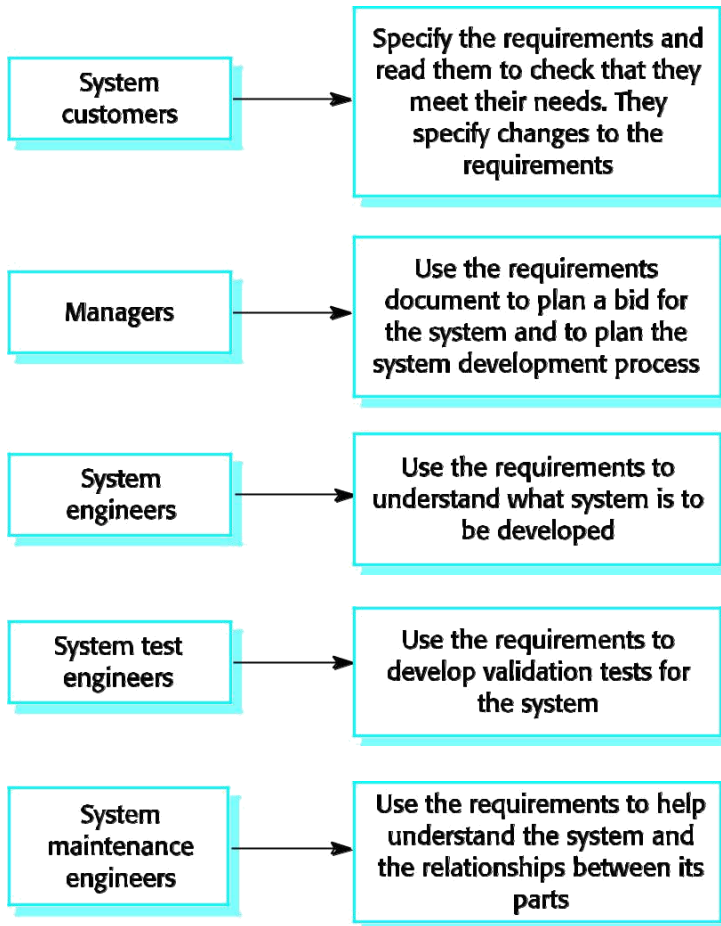 System
customers
Specify the requirements and
read them to check that they
meet their needs. They
specify changes to the
requirements
Managers
Use the requirements
document to plan a bid for
the system and to plan the
system development process
System
engineers
Use the requirements to
understand what system is to
be developed
System test
engineers
Use the requirements to
develop validation tests for
the system
System
maintenance
engineers
Use the requirements to help
understand the system and
the relationships between its
parts